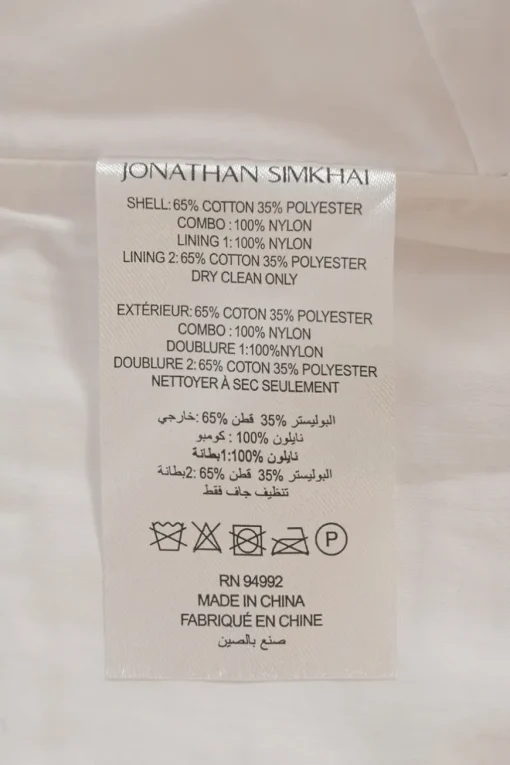 JONATHAN SIMKHAI
SHELL: 65% COTTON 35% POLYESTER
COMBO : 100% NYLON
LINING 1: 100% NYLON
LINING 2: 65% COTTON 35% POLYESTER
DRY CLEAN ONLY
EXTÉRIEUR: 65% COTON 35% POLYESTER
COMBO : 100% NYLON
DOUBLURE 1:100%NYLON
DOUBLURE 2: 65% COTON 35% POLYESTER
NETTOYER À SEC SEULEMENT
خارجي: 65% قطن 35% البوليستر
كومبو : 100% نايلون
بطانة1:100% نايلون
بطانة2: 65% قطن 35% البوليستر
تنظيف جاف فقط
P
RN 94992
MADE IN CHINA
FABRIQUÉ EN CHINE
صنع بالصين